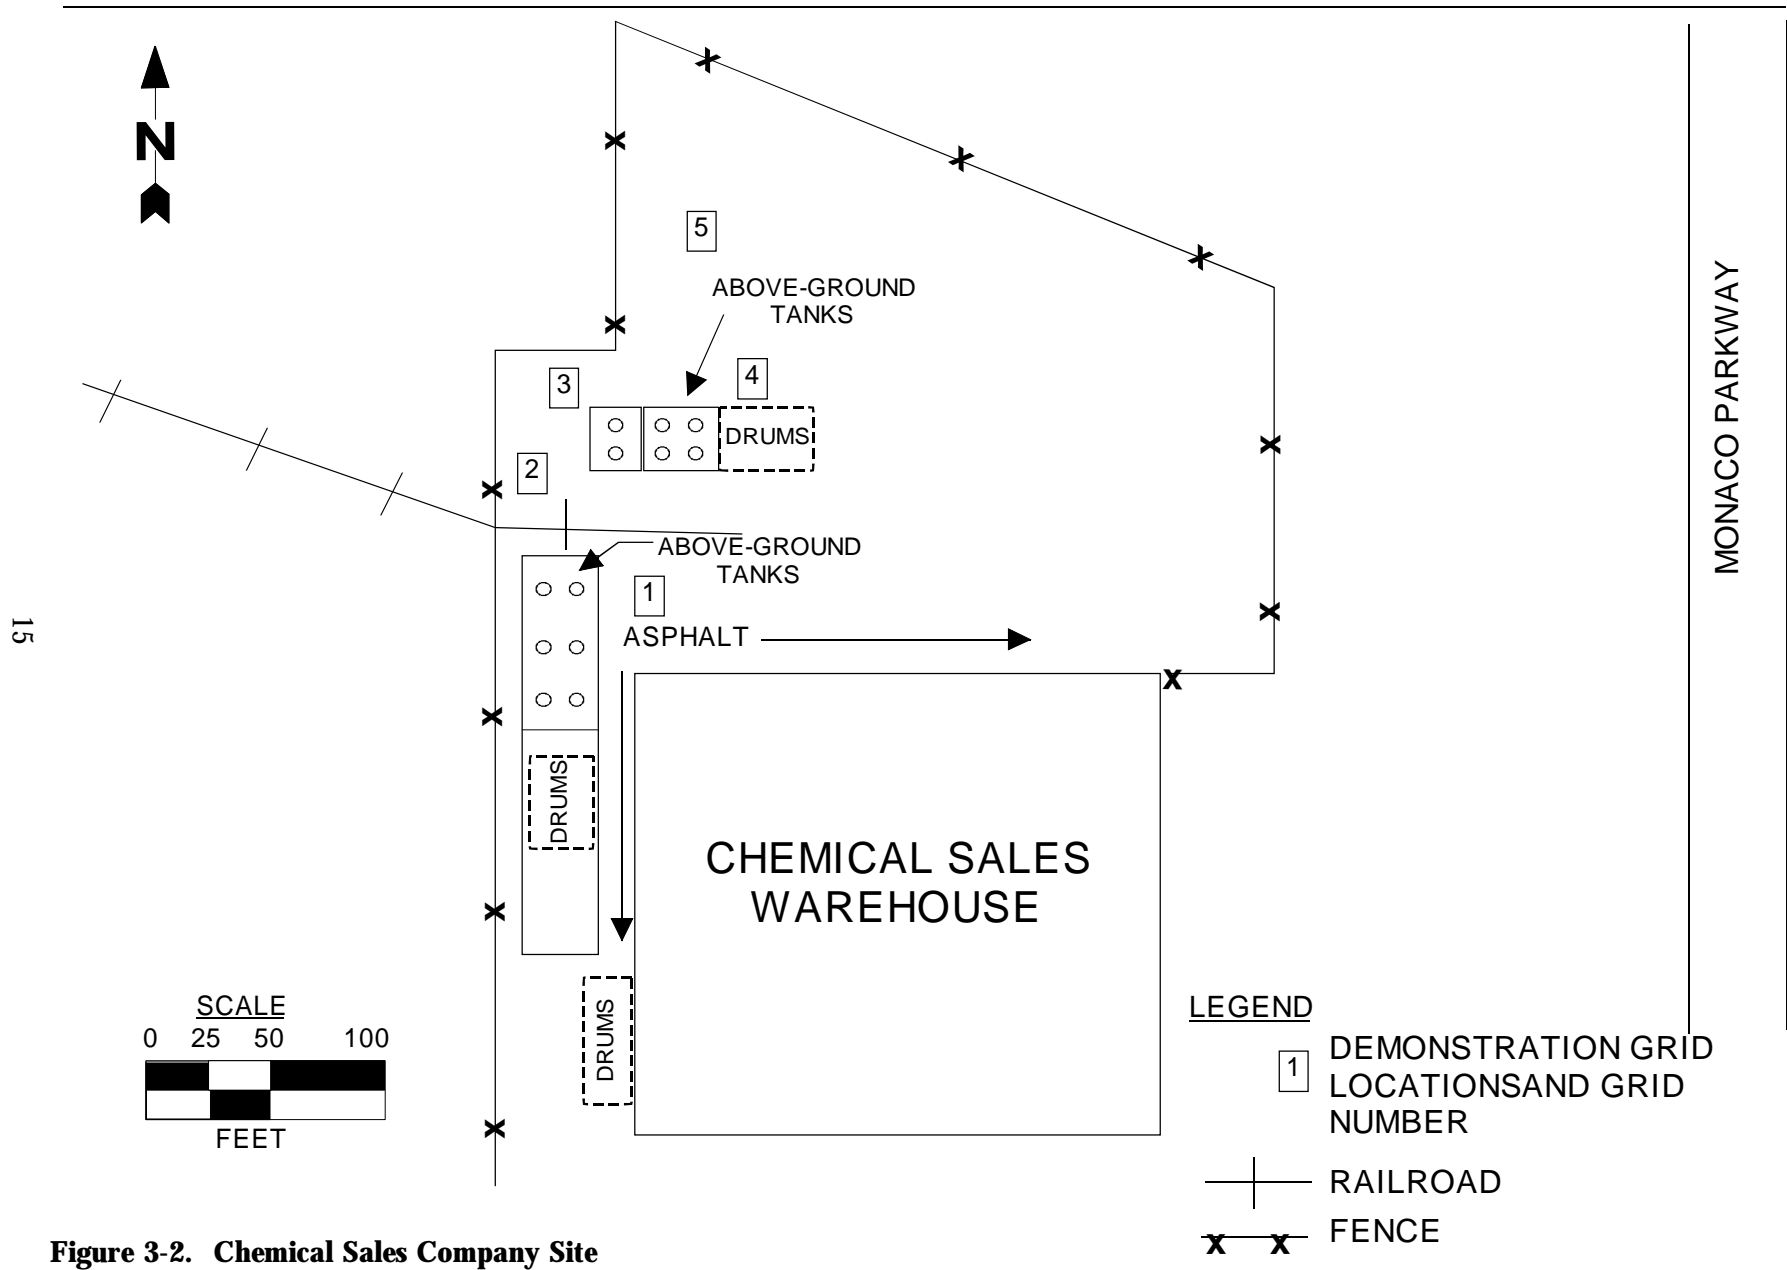 N
5
ABOVE-GROUND
TANKS
3
4
DRUMS
2
ABOVE-GROUND
TANKS
1
ASPHALT
MONACO PARKWAY
15
DRUMS
CHEMICAL SALES
WAREHOUSE
DRUMS
SCALE
0 25 50 100
FEET
LEGEND
1
DEMONSTRATION GRID
LOCATIONSAND GRID
NUMBER
RAILROAD
X X FENCE
Figure 3-2. Chemical Sales Company Site